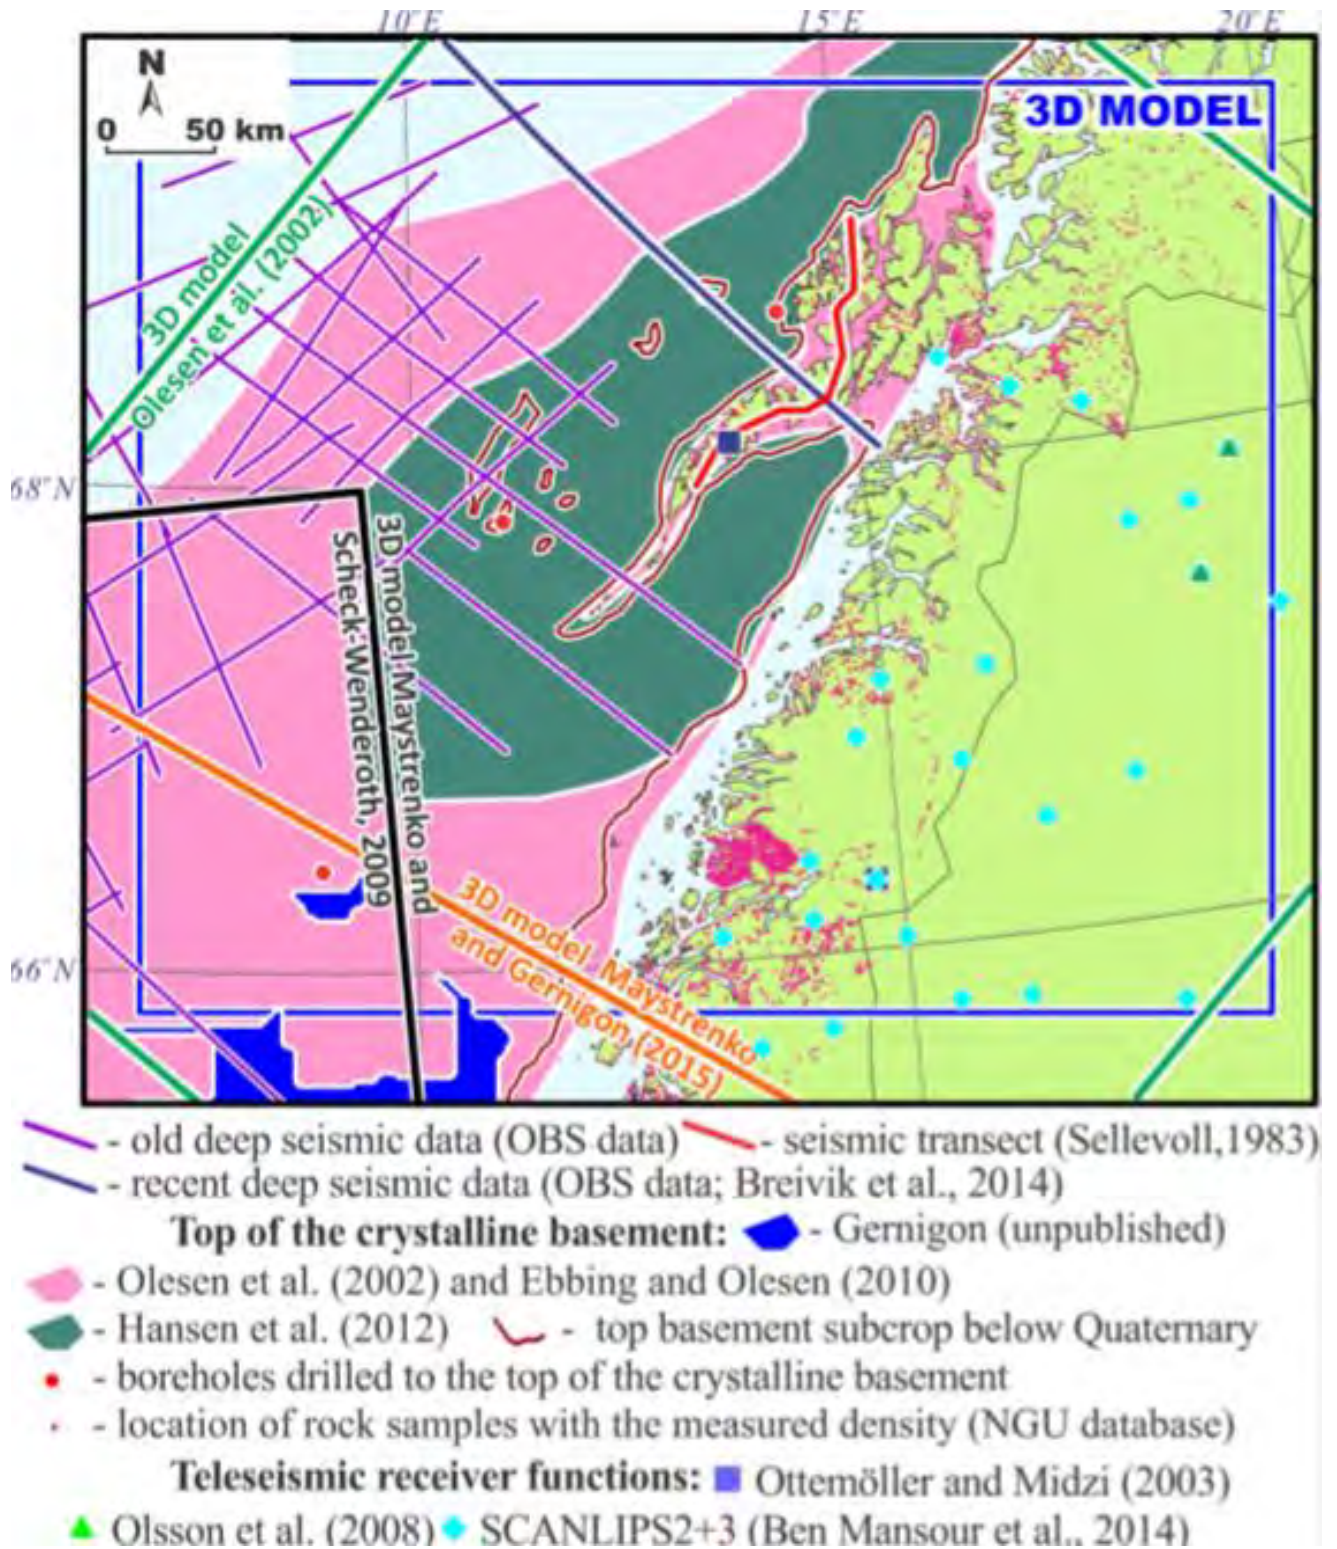 10°E 15°E 20°E
N
0 50 km
3D MODEL
3D model
Olesen et al. (2002)
68°N
3D model Maystrenko and
Scheck-Wenderoth, 2009
3D model Maystrenko
and Gernigon (2015)
66°N
- old deep seismic data (OBS data) - seismic transect (Sellevoll,1983)
- recent deep seismic data (OBS data; Breivik et al., 2014)
Top of the crystalline basement: - Gernigon (unpublished)
- Olesen et al. (2002) and Ebbing and Olesen (2010)
- Hansen et al. (2012) - top basement subcrop below Quaternary
- boreholes drilled to the top of the crystalline basement
- location of rock samples with the measured density (NGU database)
Teleseismic receiver functions: Ottemöller and Midzi (2003)
Olsson et al. (2008) SCANLIPS2+3 (Ben Mansour et al., 2014)